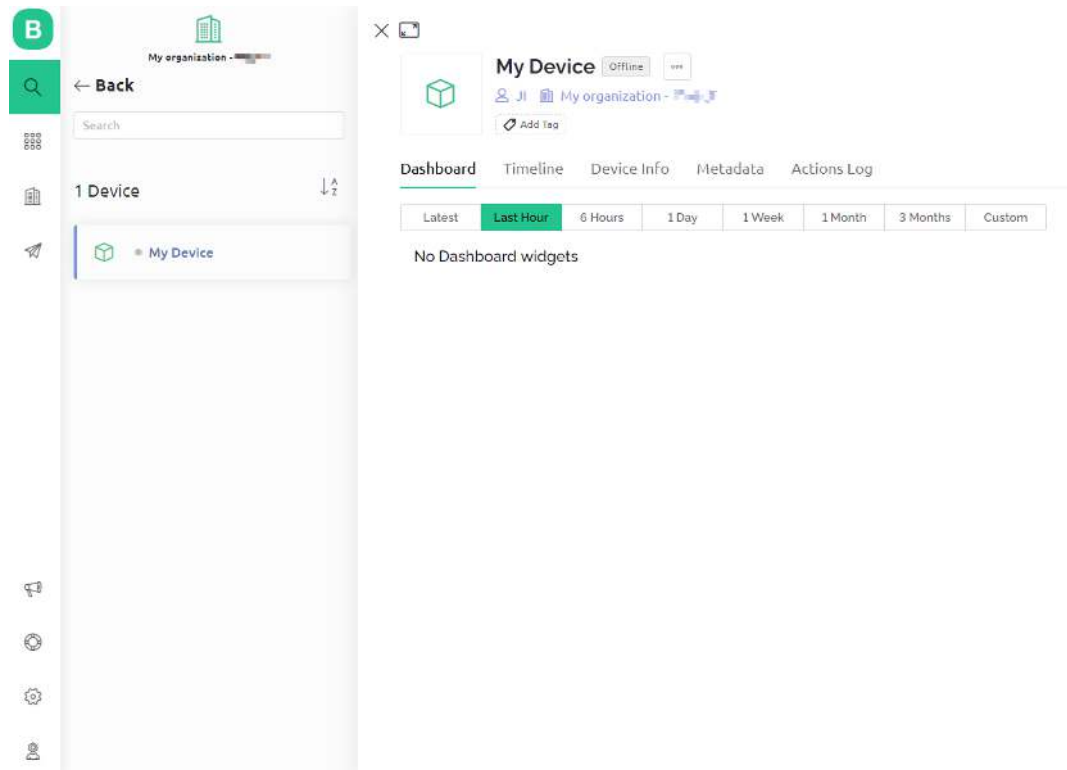 B
My organization -
← Back
Search
1 Device
A
Z
My Device
My Device
Offline
JI My organization -
Add Tag
Dashboard Timeline Device Info Metadata Actions Log
Latest Last Hour 6 Hours 1 Day 1 Week 1 Month 3 Months Custom
No Dashboard widgets